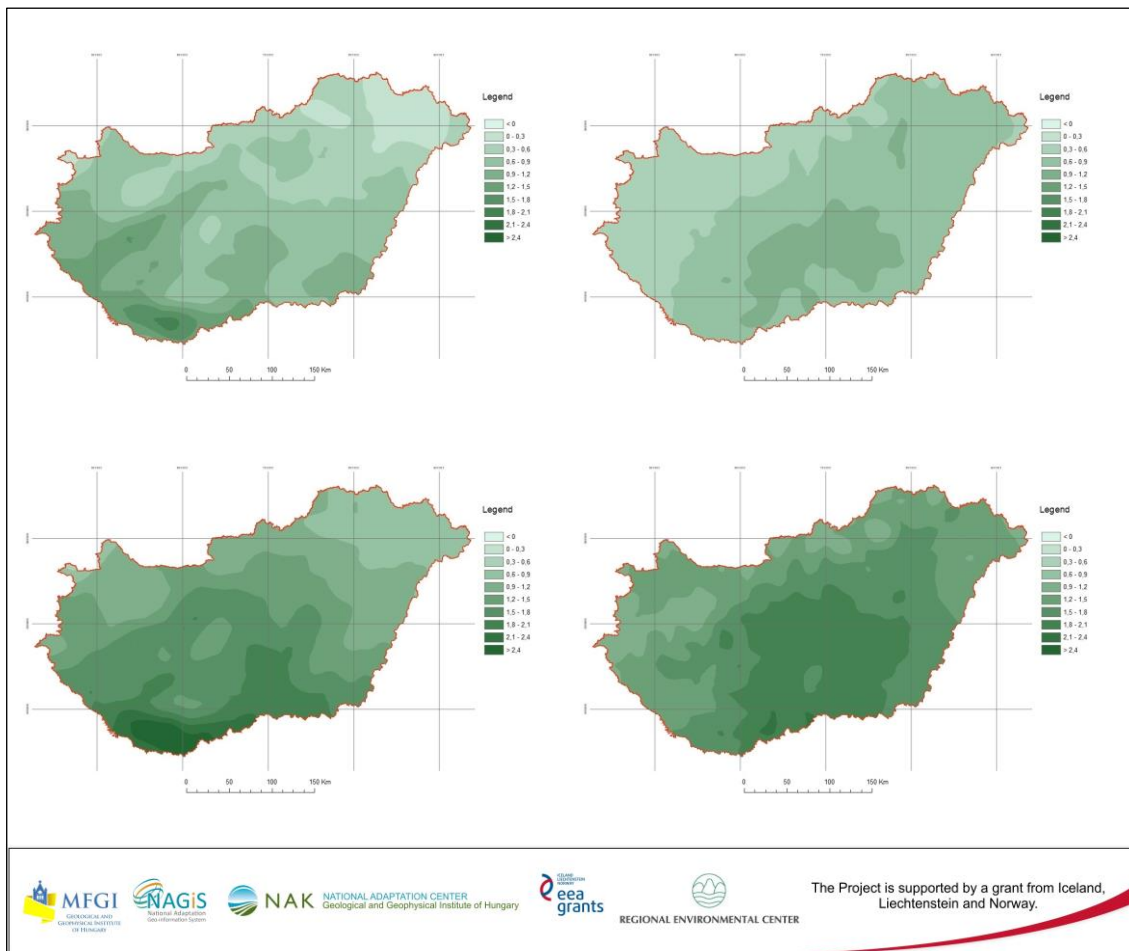 Legend
< 0
0 - 0,3
0,3 - 0,6
0,6 - 0,9
0,9 - 1,2
1,2 - 1,5
1,5 - 1,8
1,8 - 2,1
2,1 - 2,4
> 2,4
0 50 100 150 Km
Legend
< 0
0 - 0,3
0,3 - 0,6
0,6 - 0,9
0,9 - 1,2
1,2 - 1,5
1,5 - 1,8
1,8 - 2,1
2,1 - 2,4
> 2,4
0 50 100 150 Km
Legend
< 0
0 - 0,3
0,3 - 0,6
0,6 - 0,9
0,9 - 1,2
1,2 - 1,5
1,5 - 1,8
1,8 - 2,1
2,1 - 2,4
> 2,4
0 50 100 150 Km
Legend
< 0
0 - 0,3
0,3 - 0,6
0,6 - 0,9
0,9 - 1,2
1,2 - 1,5
1,5 - 1,8
1,8 - 2,1
2,1 - 2,4
> 2,4
0 50 100 150 Km
MFGI
GEOLOGICAL AND
GEOPHYSICAL INSTITUTE
OF HUNGARY
NAGiS
National Adaptation
Geo-information System
NAK
NATIONAL ADAPTATION CENTER
Geological and Geophysical Institute of Hungary
ICELAND
LIECHTENSTEIN
NORWAY
eea
grants
REGIONAL ENVIRONMENTAL CENTER
The Project is supported by a grant from Iceland,
Liechtenstein and Norway.